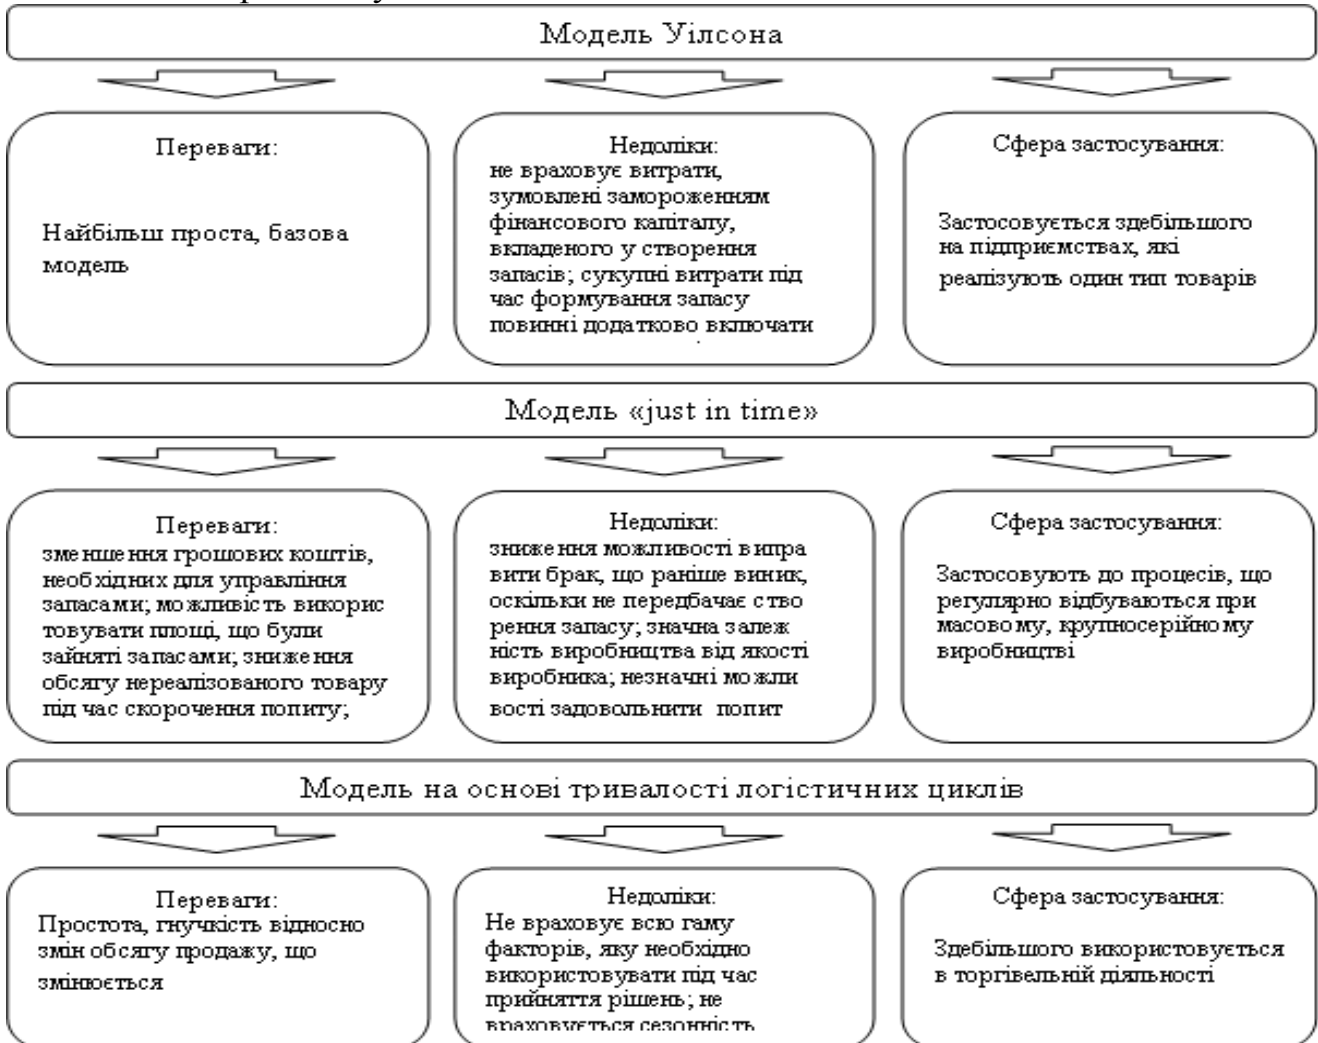 Модель Уілсона
Переваги:
Найбільш проста, базова
модель
Недоліки:
не враховує витрати,
зумовлені замороженням
фінансового капіталу,
вкладеного у створення
запасів; сукупні витрати під
час формування запасу
повинні додатково включати
Сфера застосування:
Застосовується здебільшого
на підприємствах, які
реалізують один тип товарів
Модель «just in time»
Переваги:
зменшення грошових коштів,
необхідних для управління
запасами; можливість викорис
товувати площі, що були
зайняті запасами; зниження
обсягу нереалізованого товару
під час скорочення попиту;
Недоліки:
зниження можливості випра
вити брак, що раніше виник,
оскільки не передбачає ство
рення запасу; значна залеж
ність виробництва від якості
виробника; незначні можли
вості задовольнити попит
Сфера застосування:
Застосовують до процесів, що
регулярно відбуваються при
масовому, крупносерійному
виробництві
Модель на основі тривалості логістичних циклів
Переваги:
Простота, гнучкість відносно
змін обсягу продажу, що
змінюється
Недоліки:
Не враховує всю гаму
факторів, яку необхідно
використовувати під час
прийняття рішень; не
враховується сезонність
Сфера застосування:
Здебільшого використовується
в торгівельній діяльності